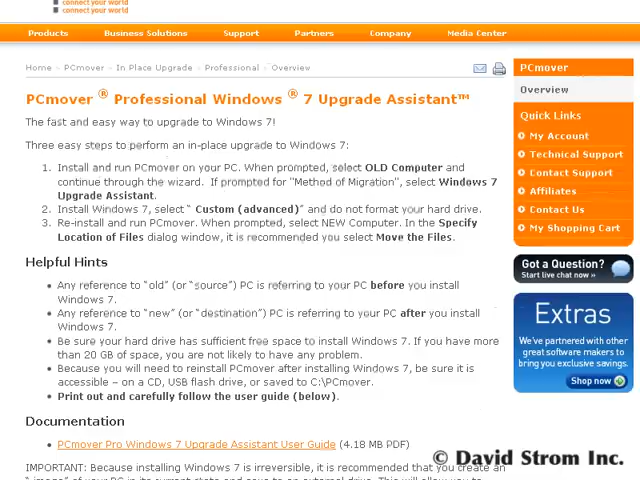 connect your world
connect your world
Products Business Solutions Support Partners Company Media Center
Home - PCmover - In Place Upgrade - Professional - Overview
PCmover ® Professional Windows ® 7 Upgrade Assistant™
The fast and easy way to upgrade to Windows 7!
Three easy steps to perform an in-place upgrade to Windows 7:
1. Install and run PCmover on your PC. When prompted, select OLD Computer and
continue through the wizard. If prompted for "Method of Migration", select Windows 7
Upgrade Assistant.
2. Install Windows 7, select " Custom (advanced)" and do not format your hard drive.
3. Re-install and run PCmover. When prompted, select NEW Computer. In the Specify
Location of Files dialog window, it is recommended you select Move the Files.
Helpful Hints
• Any reference to "old" (or "source") PC is referring to your PC before you install
Windows 7.
• Any reference to "new" (or "destination") PC is referring to your PC after you install
Windows 7.
• Be sure your hard drive has sufficient free space to install Windows 7. If you have more
than 20 GB of space, you are not likely to have any problem.
• Because you will need to reinstall PCmover after installing Windows 7, be sure it is
accessible – on a CD, USB flash drive, or saved to C:\PCmover.
• Print out and carefully follow the user guide (below).
Documentation
• PCmover Pro Windows 7 Upgrade Assistant User Guide (4.18 MB PDF)
IMPORTANT: Because installing Windows 7 is irreversible, it is recommended that you create an
PCmover
Overview
Quick Links
My Account
Technical Support
Contact Support
Affiliates
Contact Us
My Shopping Cart
Got a Question?
Start live chat now »
Extras
We've partnered with other
great software makers to
bring you exclusive savings.
Shop now
© David Strom Inc.